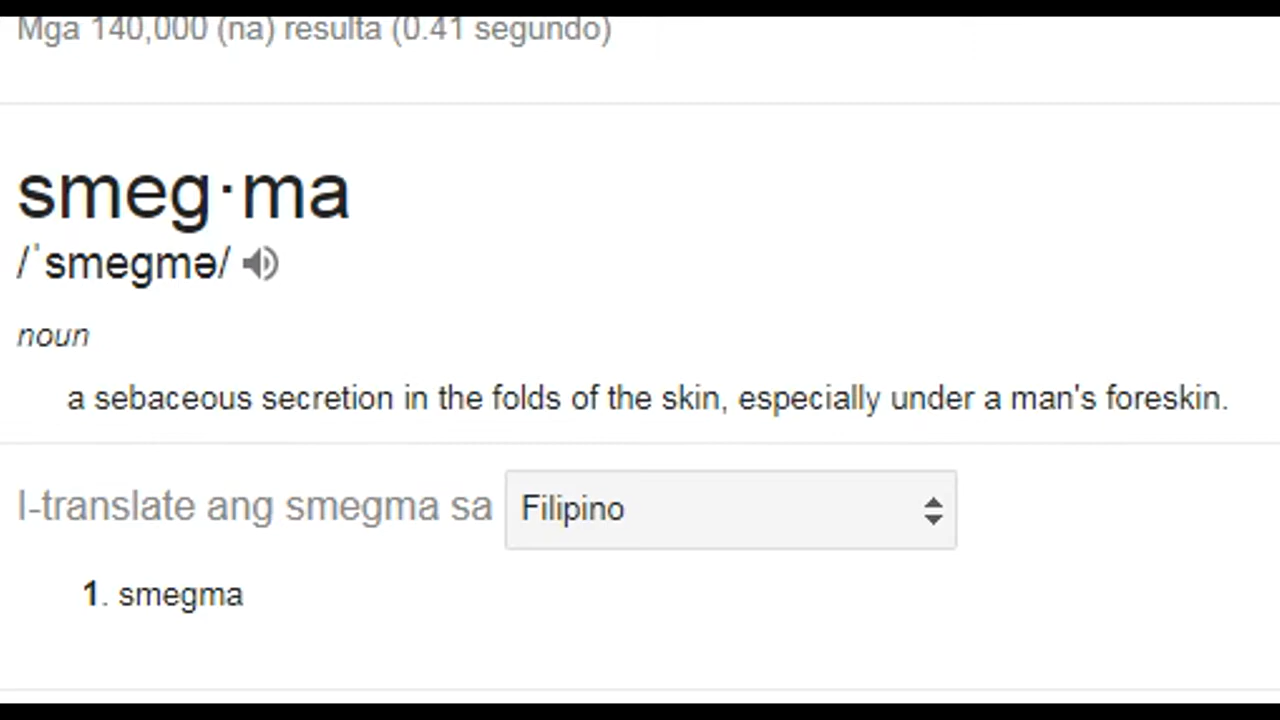 Mga 140,000 (na) resulta (0.41 segundo)
smeg·ma
/ˈsmegmə/
noun
a sebaceous secretion in the folds of the skin, especially under a man's foreskin.
I-translate ang smegma sa Filipino
1. smegma